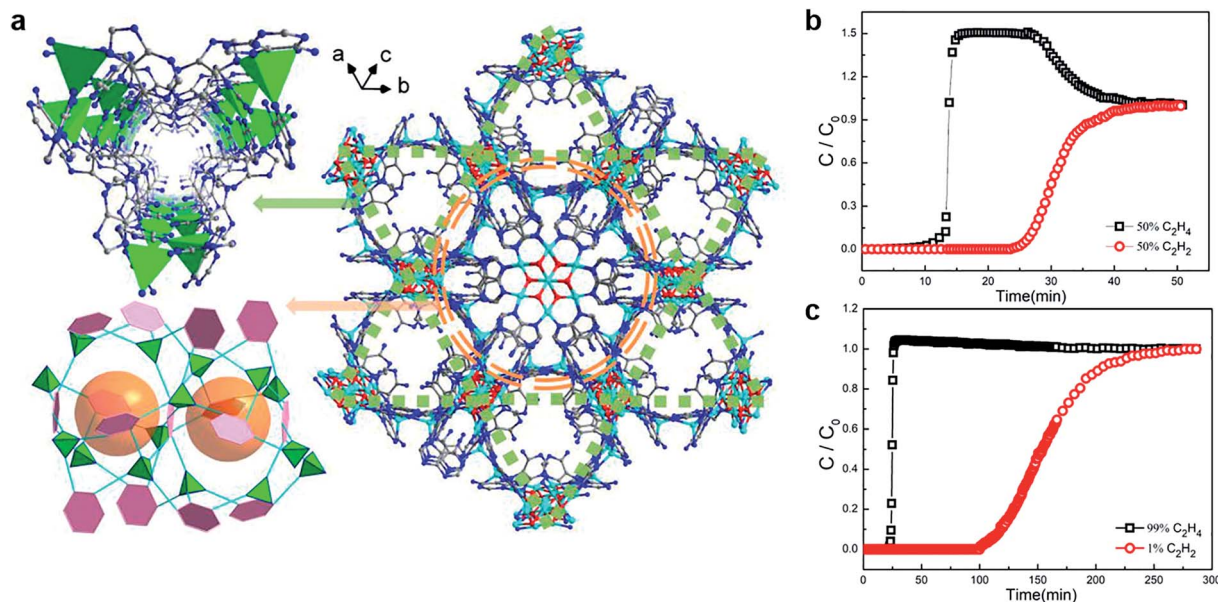 a
a
c
b
b
1.5
1.2
0.9
0.6
0.3
0.0
C / C₀
50% C₂H₄
50% C₂H₂
0
10
20
30
40
50
Time(min)
c
1.2
1.0
0.8
0.6
0.4
0.2
0.0
C / C₀
99% C₂H₄
1% C₂H₂
0
50
100
150
200
250
300
Time(min)